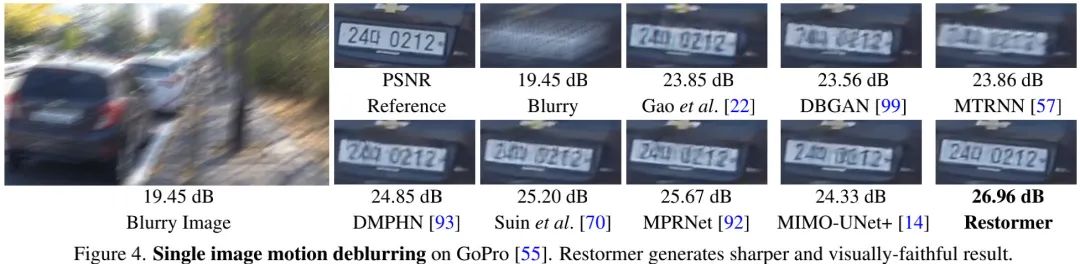 240 0212
PSNR 19.45 dB 23.85 dB 23.56 dB 23.86 dB
Reference Blurry Gao et al. [22] DBGAN [99] MTRNN [57]
19.45 dB 24.85 dB 25.20 dB 25.67 dB 24.33 dB 26.96 dB
Blurry Image DMPHN [93] Suin et al. [70] MPRNet [92] MIMO-UNet+ [14] Restormer
Figure 4. Single image motion deblurring on GoPro [55]. Restormer generates sharper and visually-faithful result.